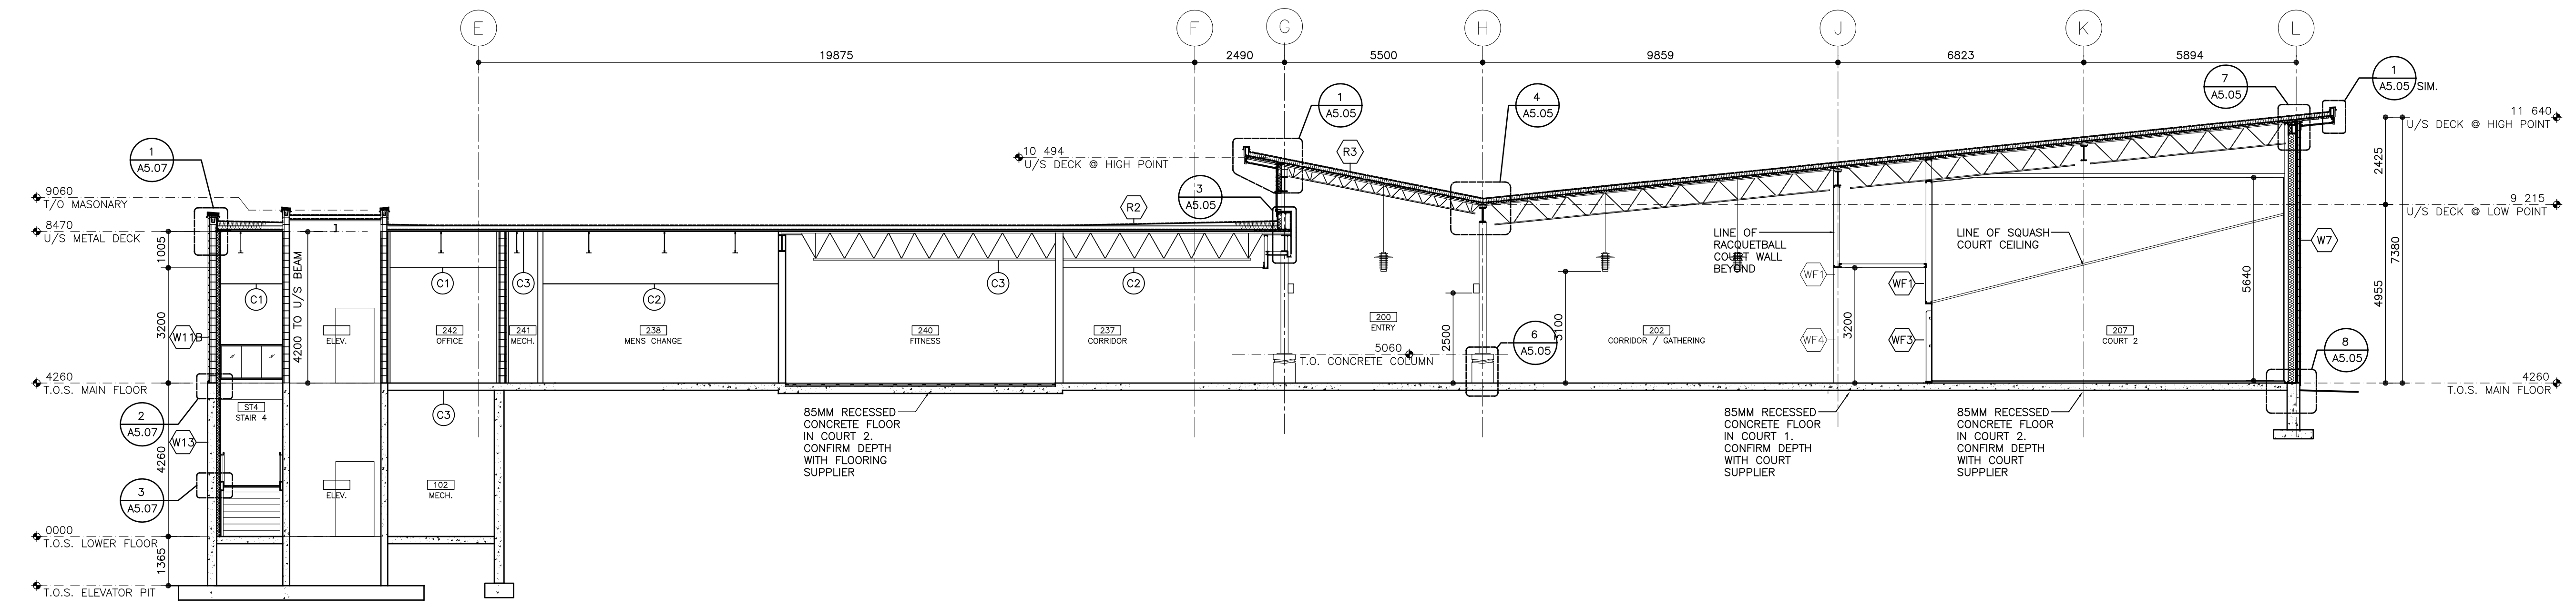 E
F
G
H
J
K
L
19875
2490
5500
9859
6823
5894
1
A5.05
4
A5.05
7
A5.05
1
A5.05
SIM.
11 640
U/S DECK @ HIGH POINT
10 494
U/S DECK @ HIGH POINT
R3
1
A5.07
3
A5.05
9060
T/O MASONARY
8470
U/S METAL DECK
R2
9 215
U/S DECK @ LOW POINT
2425
7380
4955
W7
1005
3200
4260
1365
4200 TO U/S BEAM
1
C1
C1
C3
C2
C3
C2
LINE OF
RACQUETBALL
COURT WALL
BEYOND
LINE OF SQUASH
COURT CEILING
WF1
WF1
WF4
WF3
5640
3200
3100
2500
W11B
ELEV.
242
OFFICE
241
MECH.
238
MENS CHANGE
240
FITNESS
237
CORRIDOR
200
ENTRY
202
CORRIDOR / GATHERING
207
COURT 2
5060
T.O. CONCRETE COLUMN
6
A5.05
8
A5.05
4260
T.O.S. MAIN FLOOR
4260
T.O.S. MAIN FLOOR
2
A5.07
ST4
STAIR 4
C3
W13
3
A5.07
ELEV.
102
MECH.
85MM RECESSED
CONCRETE FLOOR
IN COURT 2.
CONFIRM DEPTH
WITH FLOORING
SUPPLIER
85MM RECESSED
CONCRETE FLOOR
IN COURT 1.
CONFIRM DEPTH
WITH COURT
SUPPLIER
85MM RECESSED
CONCRETE FLOOR
IN COURT 2.
CONFIRM DEPTH
WITH COURT
SUPPLIER
0000
T.O.S. LOWER FLOOR
T.O.S. ELEVATOR PIT